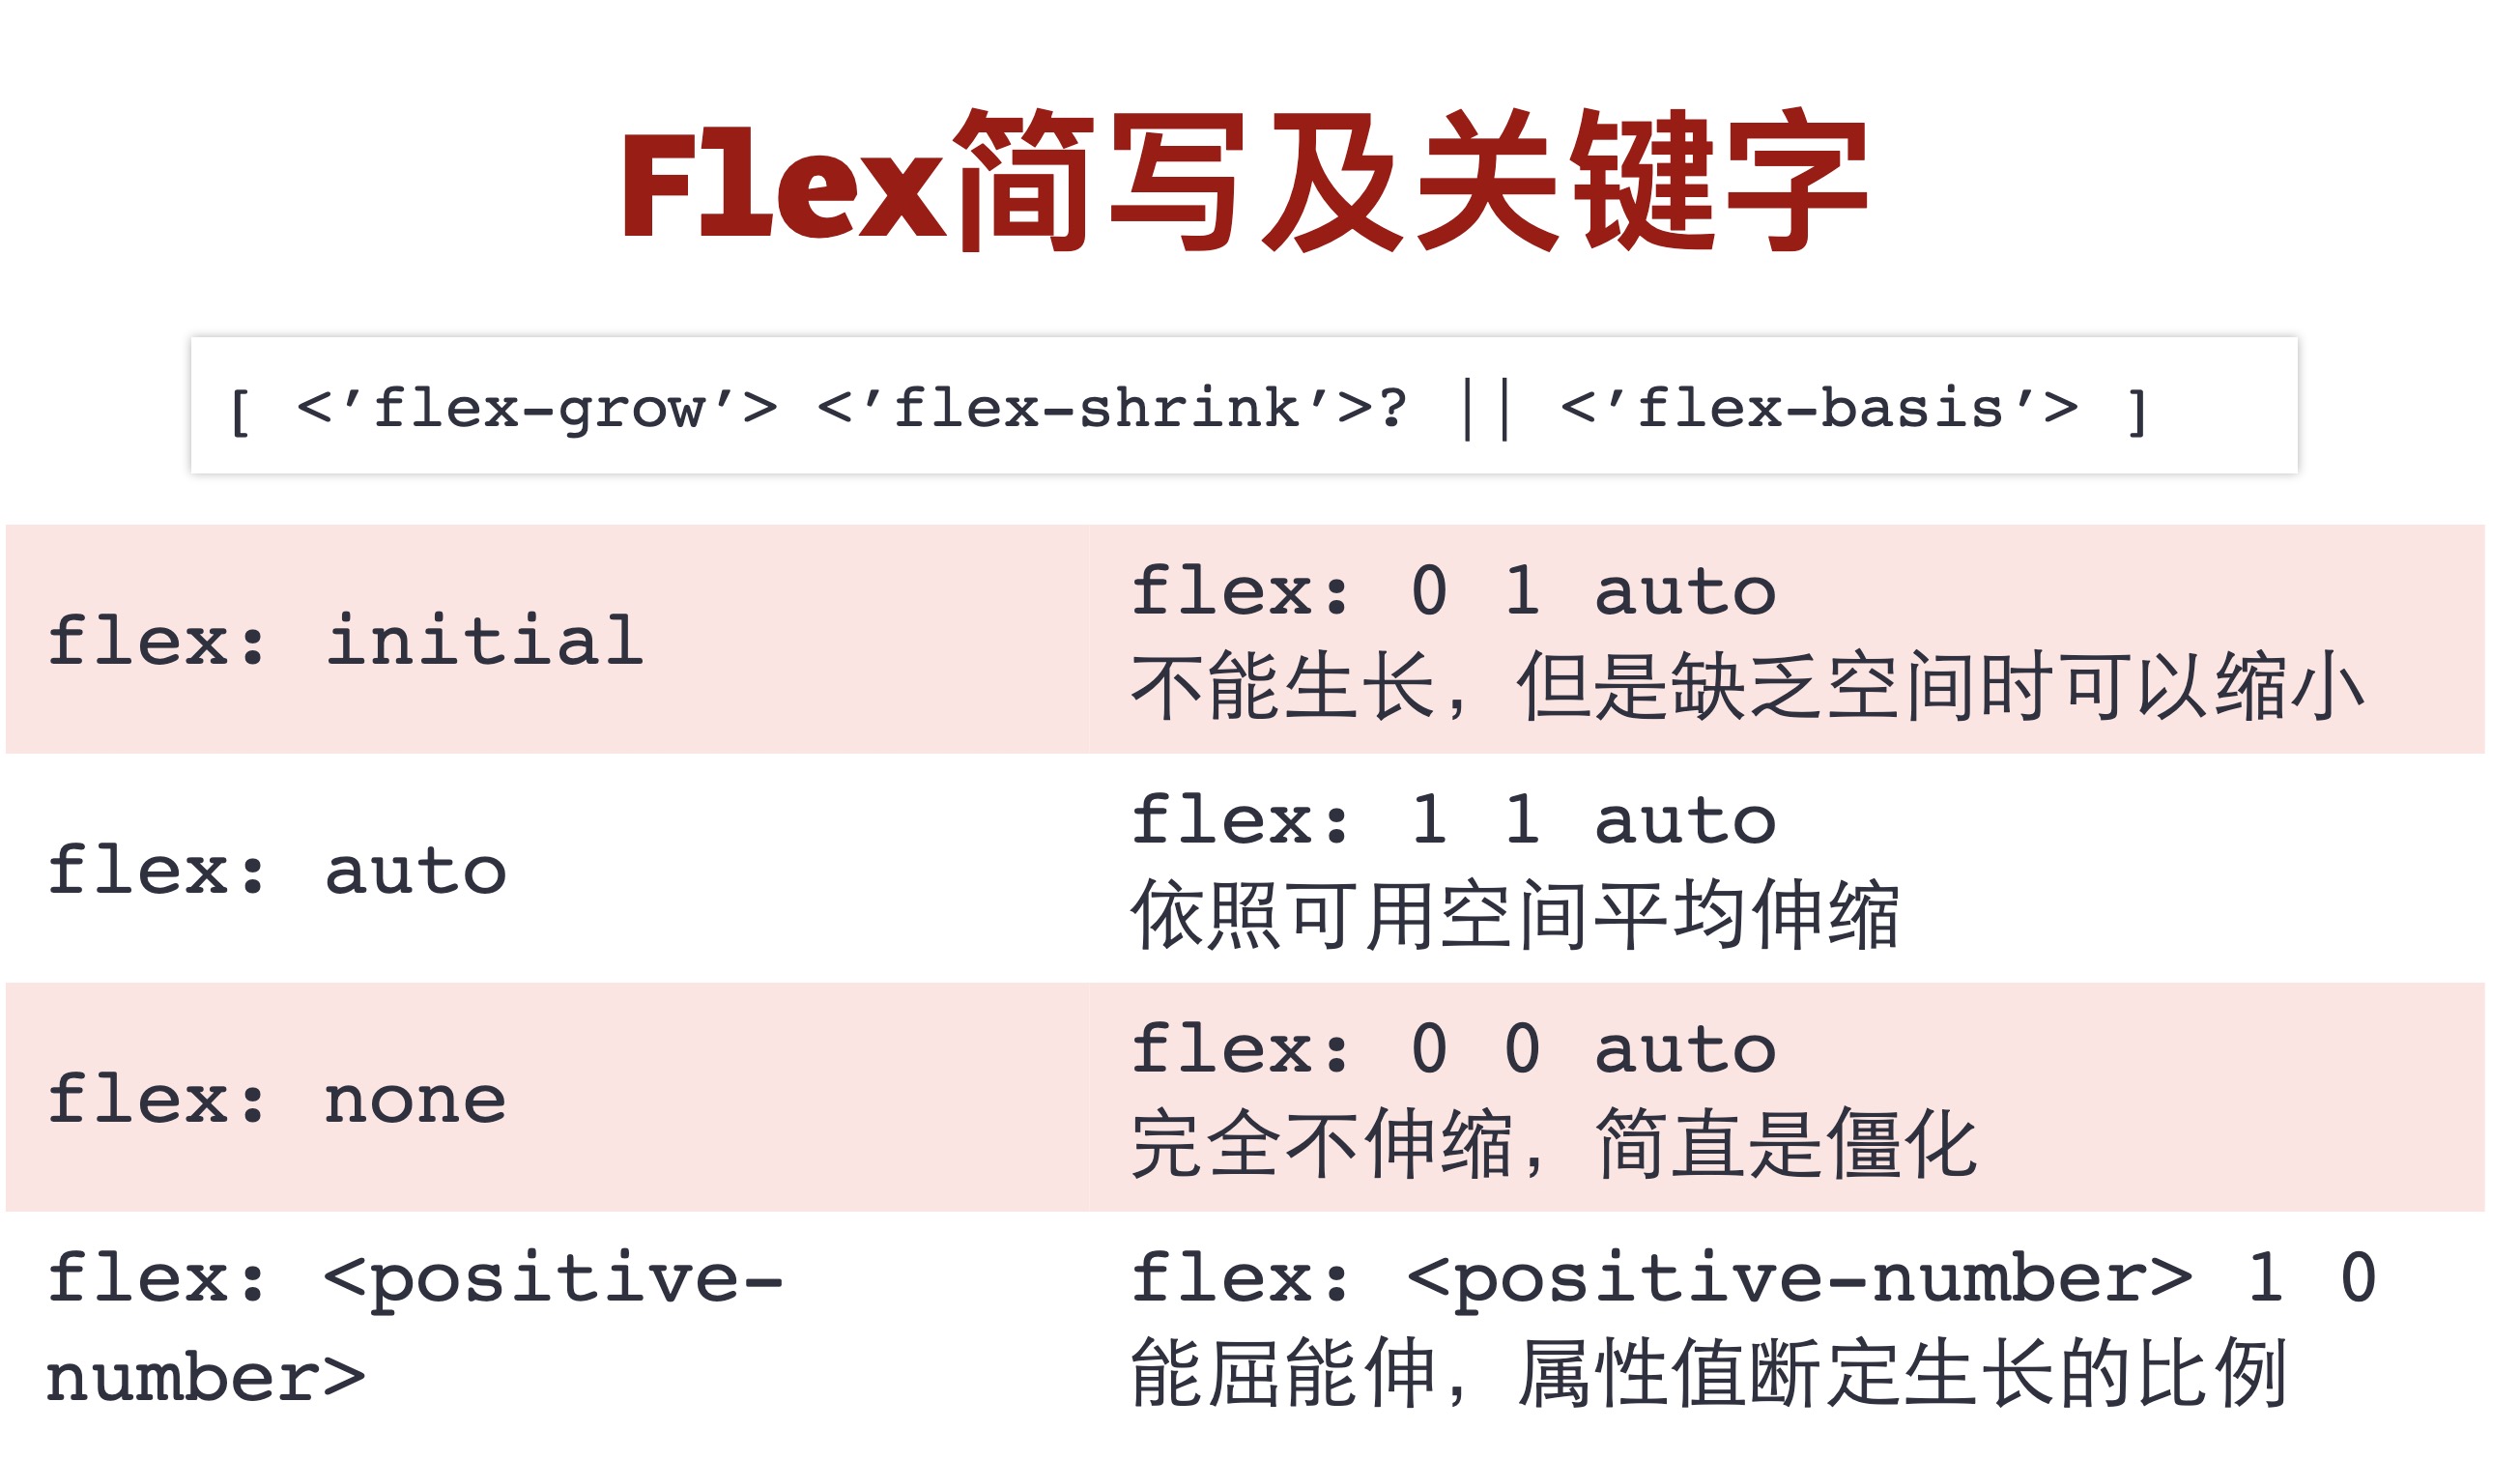 Flex简写及关键字
[ <’flex-grow’> <’flex-shrink’>? || <’flex-basis’> ]
flex: initial
flex: 0 1 auto
不能生长，但是缺乏空间时可以缩小
flex: auto
flex: 1 1 auto
依照可用空间平均伸缩
flex: none
flex: 0 0 auto
完全不伸缩，简直是僵化
flex: <positive-
number>
flex: <positive-number> 1 0
能屈能伸，属性值断定生长的比例